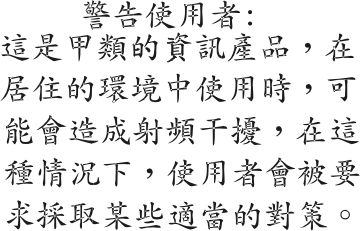 警告使用者:
這是甲類的資訊產品，在
居住的環境中使用時，可
能會造成射頻干擾，在這
種情況下，使用者會被要
求採取某些適當的對策。